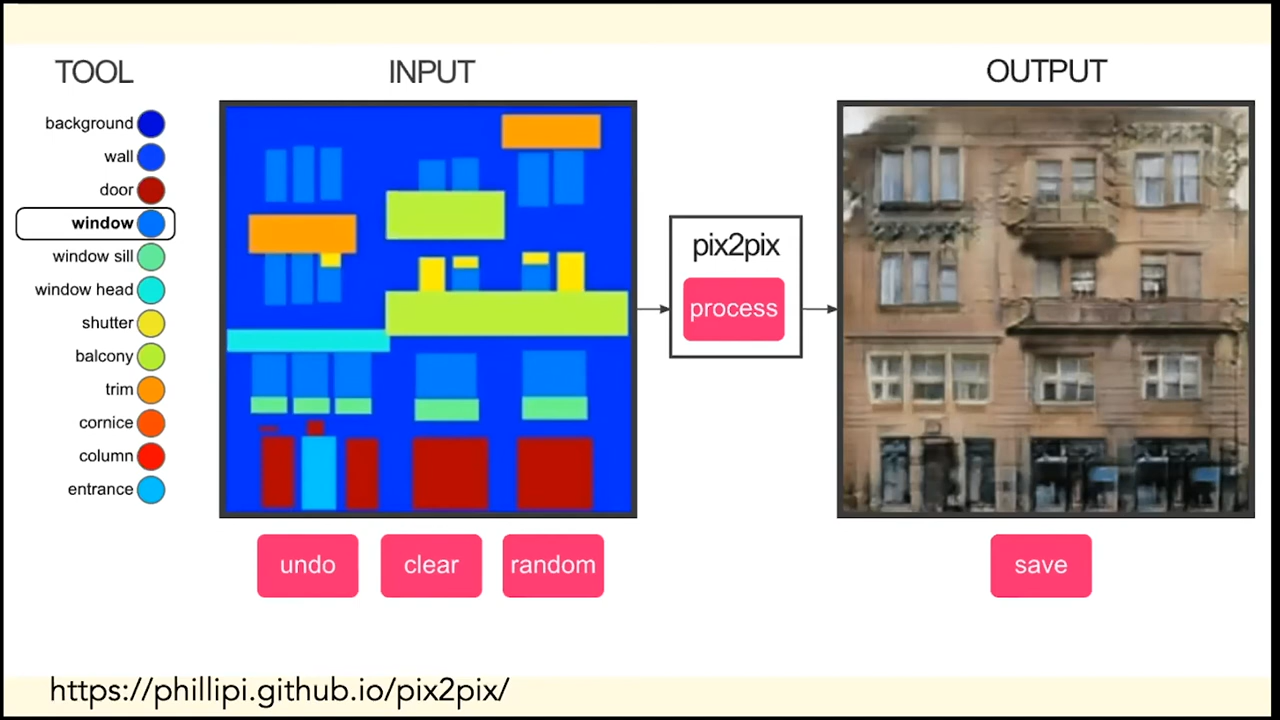 TOOL
INPUT
OUTPUT
background
wall
door
window
window sill
window head
shutter
balcony
trim
cornice
column
entrance
pix2pix
process
undo
clear
random
save
https://phillipi.github.io/pix2pix/